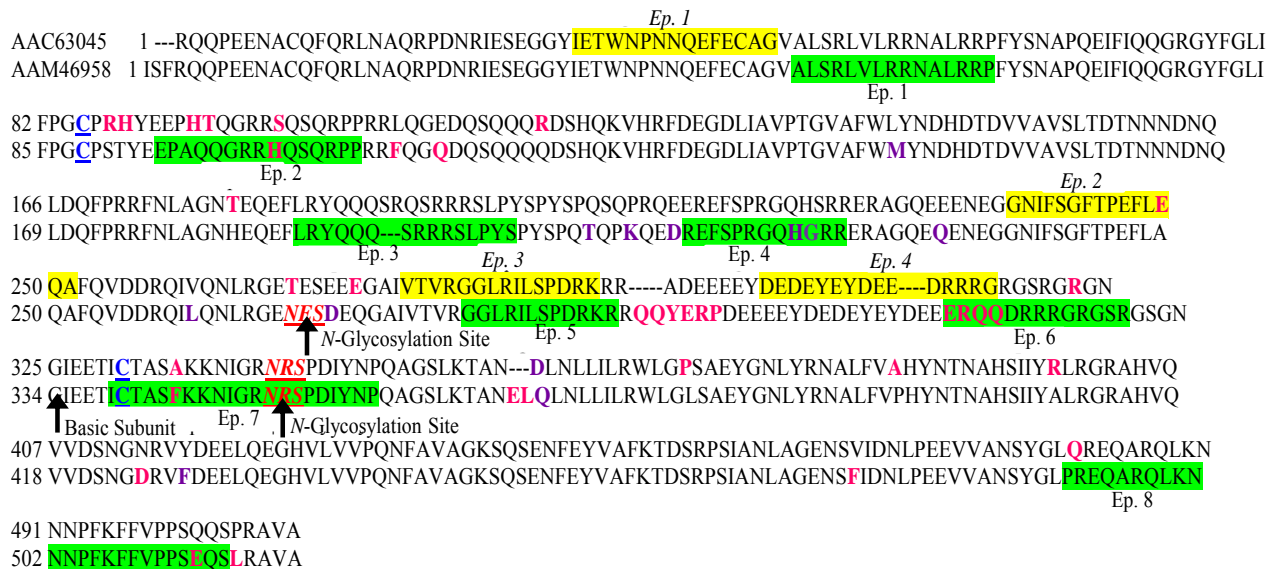 Ep. 1
AAC63045 1 ---RQQPEENACQFQRLNAQRPDNRIESEGGYIETWNPNNQEFECAGVALSRLVLRRNALRRPFYSNAPQEIFIQQGRGYFGLI
AAM46958 1 ISFRQQPEENACQFQRLNAQRPDNRIESEGGYIETWNPNNQEFECAGVALSRLVLRRNALRRPFYSNAPQEIFIQQGRGYFGLI
Ep. 1
82 FPGCPRHYEEPHTQGRRSQSQRPPRRLQGEDQSQQQRDSHQKVHRFDEGDLIAVPTGVAFWLYNDHDTDVVAVSLTDTNNNDNQ
85 FPGCPSTYEEPAQQGRRHQSQRPPRRFQGQDQSQQQQDSHQKVHRFDEGDLIAVPTGVAFWMYNDHDTDVVAVSLTDTNNNDNQ
Ep. 2
Ep. 2
166 LDQFPRRFNLAGNTEQEFLRYQQQSRQSRRRSLPYSPYSPQSQPRQEEREFSPRGQHSRRERAGQEEENEGGNIFSGFTPEFLE
169 LDQFPRRFNLAGNHEQEFLRYQQQ---SRRRSLPYSPYSPQTQPKQEDREFSPRGQHGRRERAGQEQENEGGNIFSGFTPEFLA
Ep. 3 Ep. 4
Ep. 3 Ep. 4
250 QAFQVDDRQIVQNLRGETESEEEGAIVTVRGGLRILSPDRKRR-----ADEEEEYDEDEYEYDEE----DRRRGRGSRGRGN
250 QAFQVDDRQILQNLRGENESDEQGAIVTVRGGLRILSPDRKRRQQYERPDEEEEYDEDEYEYDEEERQQDRRRGRGSRGSGN
N-Glycosylation Site Ep. 5 Ep. 6
325 GIEETICTASAKKNIGRNRSPDIYNPQAGSLKTAN---DLNLLILRWLGPSAEYGNLYRNALFVAHYNTNAHSIIYRLRGRAHVQ
334 GIEETICTASFKKNIGRNRSPDIYNPQAGSLKTANELQLNLLILRWLGLSAEYGNLYRNALFVPHYNTNAHSIIYALRGRAHVQ
Ep. 7
Basic Subunit N-Glycosylation Site
407 VVDSNGNRVYDEELQEGHVLVVPQNFAVAGKSQSENFEYVAFKTDSRPSIANLAGENSVIDNLPEEVVANSYGLQREQARQLKN
418 VVDSNGDRVFDEELQEGHVLVVPQNFAVAGKSQSENFEYVAFKTDSRPSIANLAGENSFIDNLPEEVVANSYGLPREQARQLKN
Ep. 8
491 NNPFKFFVPPSQQSPRAVA
502 NNPFKFFVPPSEQSLRAVA